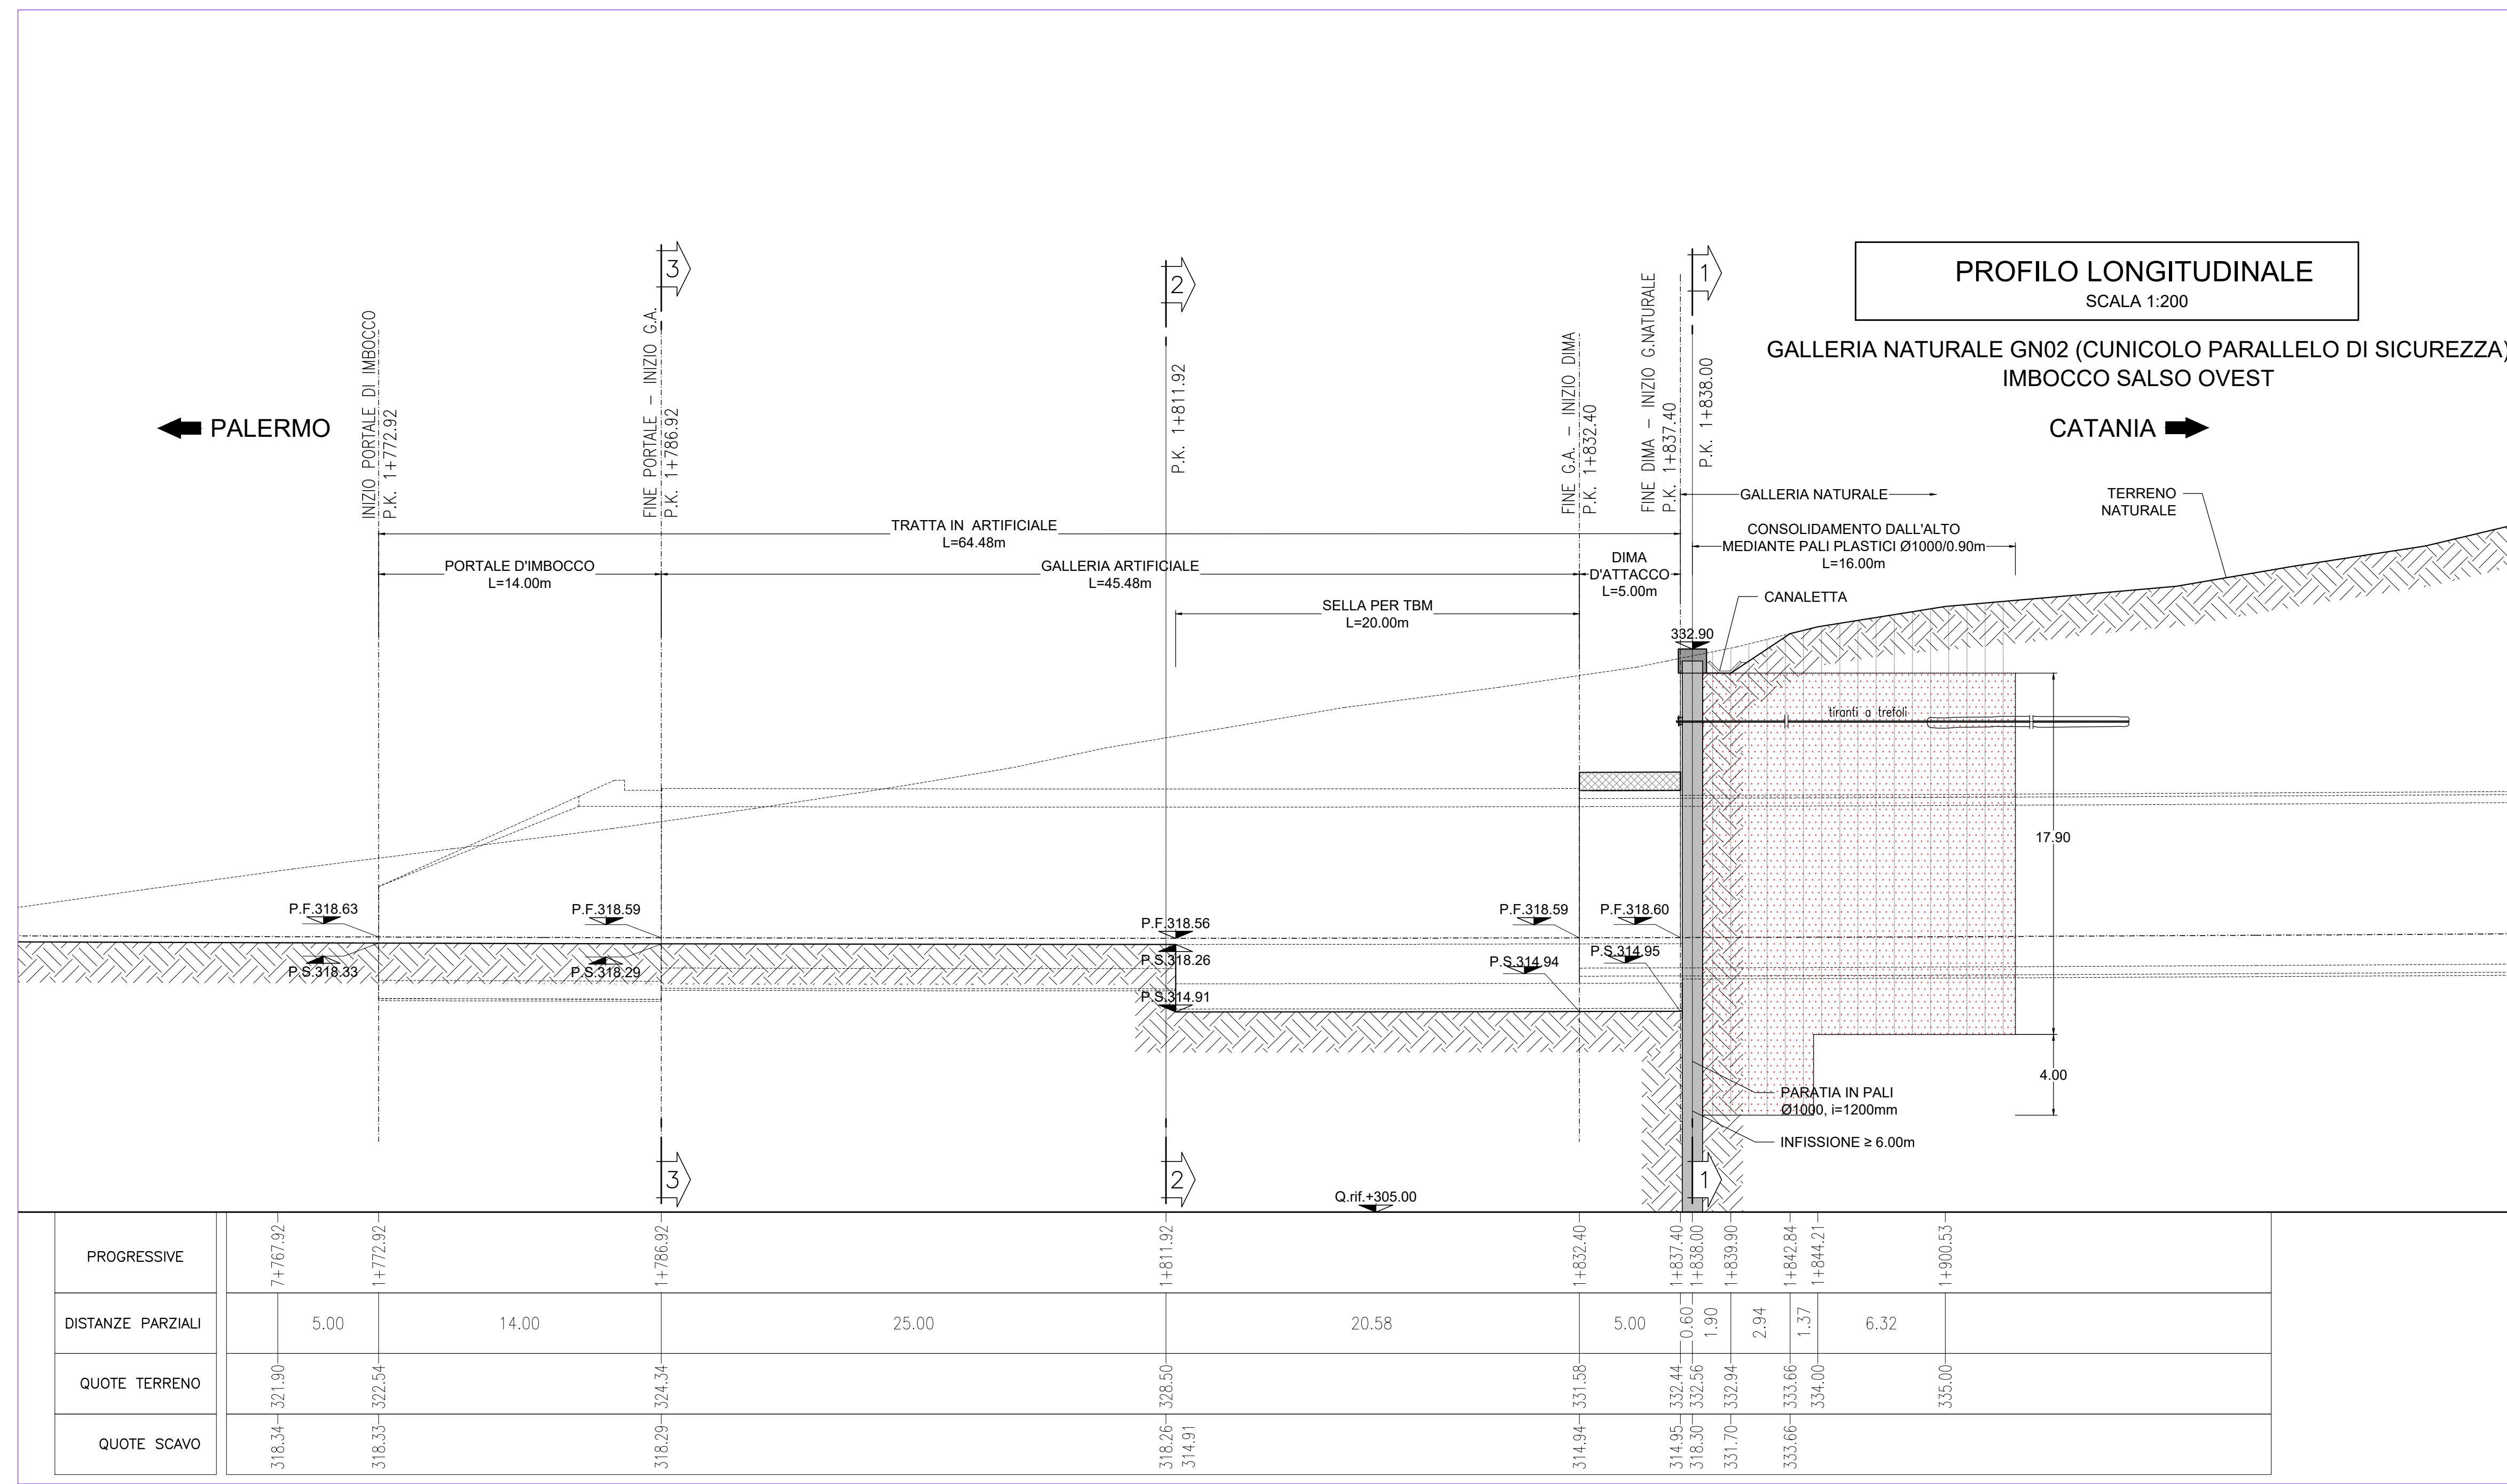 PROFILO LONGITUDINALE
SCALA 1:200
GALLERIA NATURALE GN02 (CUNICOLO PARALLELO DI SICUREZZA)
IMBOCCO SALSO OVEST
PALERMO
CATANIA
3
2
1
INIZIO PORTALE DI IMBOCCO
P.K. 1+772.92
FINE PORTALE – INIZIO G.A.
P.K. 1+786.92
P.K. 1+811.92
FINE G.A. – INIZIO DIMA
P.K. 1+832.40
FINE DIMA – INIZIO G.NATURALE
P.K. 1+837.40
P.K. 1+838.00
GALLERIA NATURALE
TERRENO
NATURALE
TRATTA IN ARTIFICIALE
L=64.48m
CONSOLIDAMENTO DALL'ALTO
MEDIANTE PALI PLASTICI Ø1000/0.90m
L=16.00m
PORTALE D'IMBOCCO
L=14.00m
GALLERIA ARTIFICIALE
L=45.48m
DIMA
D'ATTACCO
L=5.00m
SELLA PER TBM
L=20.00m
CANALETTA
332.90
tiranti a trefoli
17.90
4.00
P.F.318.63
P.S.318.33
P.F.318.59
P.S.318.29
P.F.318.56
P.S.318.26
P.S.314.91
P.F.318.59
P.S.314.94
P.F.318.60
P.S.314.95
PARATIA IN PALI
Ø1000, i=1200mm
INFISSIONE ≥ 6.00m
3
2
1
Q.rif.+305.00
PROGRESSIVE
7+767.92
1+772.92
1+786.92
1+811.92
1+832.40
1+837.40
1+838.00
1+839.90
1+842.84
1+844.21
1+900.53
DISTANZE PARZIALI
5.00
14.00
25.00
20.58
5.00
0.60
1.90
2.94
1.37
6.32
QUOTE TERRENO
321.90
322.54
324.34
328.50
331.58
332.44
332.56
332.94
333.66
334.00
335.00
QUOTE SCAVO
318.34
318.33
318.29
318.26
314.91
314.94
314.95
318.30
331.70
333.66